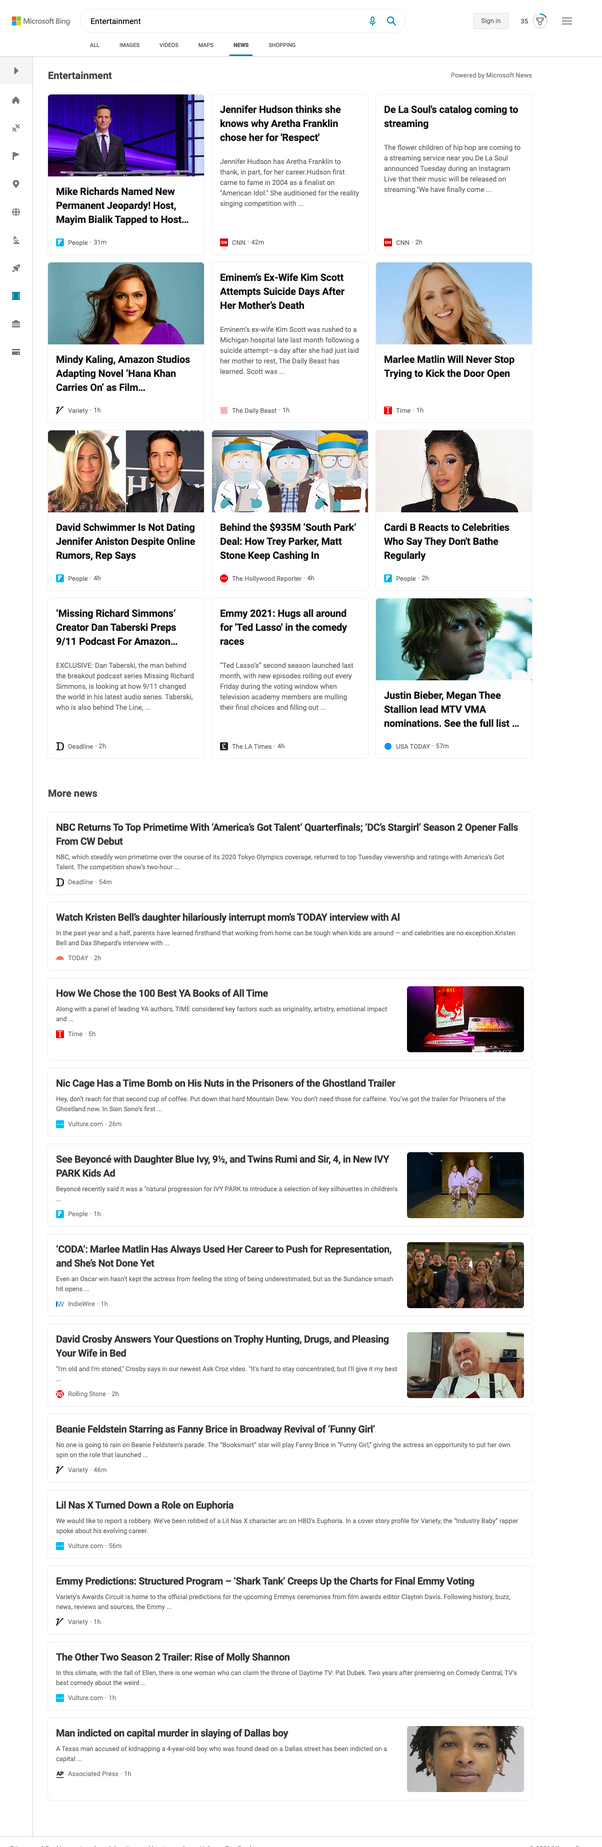 Microsoft Bing
Entertainment
Sign in
35
ALL IMAGES VIDEOS MAPS NEWS SHOPPING
Entertainment
Powered by Microsoft News
Mike Richards Named New
Permanent Jeopardy! Host,
Mayim Bialik Tapped to Host...
People · 31m
Jennifer Hudson thinks she
knows why Aretha Franklin
chose her for 'Respect'
Jennifer Hudson has Aretha Franklin to
thank, in part, for her career.Hudson first
came to fame in 2004 as a finalist on
"American Idol." She auditioned for the reality
singing competition with ...
CNN · 42m
De La Soul's catalog coming to
streaming
The flower children of hip hop are coming to
a streaming service near you.De La Soul
announced Tuesday during an Instagram
Live that their music will be released on
streaming."We have finally come ...
CNN · 2h
Mindy Kaling, Amazon Studios
Adapting Novel ‘Hana Khan
Carries On’ as Film...
Variety · 1h
Eminem's Ex-Wife Kim Scott
Attempts Suicide Days After
Her Mother's Death
Eminem's ex-wife Kim Scott was rushed to a
Michigan hospital late last month following a
suicide attempt—a day after she had just laid
her mother to rest, The Daily Beast has
learned. Scott was ...
The Daily Beast · 1h
Marlee Matlin Will Never Stop
Trying to Kick the Door Open
Time · 1h
David Schwimmer Is Not Dating
Jennifer Aniston Despite Online
Rumors, Rep Says
People · 4h
Behind the $935M ‘South Park’
Deal: How Trey Parker, Matt
Stone Keep Cashing In
The Hollywood Reporter · 4h
Cardi B Reacts to Celebrities
Who Say They Don't Bathe
Regularly
People · 2h
‘Missing Richard Simmons’
Creator Dan Taberski Preps
9/11 Podcast For Amazon...
EXCLUSIVE: Dan Taberski, the man behind
the breakout podcast series Missing Richard
Simmons, is looking at how 9/11 changed
the world in his latest audio series. Taberski,
who is also behind The Line, ...
Deadline · 2h
Emmy 2021: Hugs all around
for 'Ted Lasso' in the comedy
races
"Ted Lasso's" second season launched last
month, with new episodes rolling out every
Friday during the voting window when
television academy members are mulling
their final choices and filling out ...
The LA Times · 4h
Justin Bieber, Megan Thee
Stallion lead MTV VMA
nominations. See the full list ...
USA TODAY · 57m
More news
NBC Returns To Top Primetime With ‘America's Got Talent’ Quarterfinals; ‘DC's Stargirl’ Season 2 Opener Falls
From CW Debut
NBC, which steadily won primetime over the course of its 2020 Tokyo Olympics coverage, returned to top Tuesday viewership and ratings with America's Got
Talent. The competition show's two-hour ...
Deadline · 54m
Watch Kristen Bell's daughter hilariously interrupt mom's TODAY interview with Al
In the past year and a half, parents have learned firsthand that working from home can be tough when kids are around — and celebrities are no exception.Kristen
Bell and Dax Shepard's interview with ...
TODAY · 2h
How We Chose the 100 Best YA Books of All Time
Along with a panel of leading YA authors, TIME considered key factors such as originality, artistry, emotional impact
and ...
Time · 5h
Nic Cage Has a Time Bomb on His Nuts in the Prisoners of the Ghostland Trailer
Hey, don't reach for that second cup of coffee. Put down that hard Mountain Dew. You don't need those for caffeine. You've got the trailer for Prisoners of the
Ghostland now. In Sion Sono's first ...
Vulture.com · 26m
See Beyoncé with Daughter Blue Ivy, 9½, and Twins Rumi and Sir, 4, in New IVY
PARK Kids Ad
Beyoncé recently said it was a "natural progression for IVY PARK to introduce a selection of key silhouettes in children's
...
People · 1h
‘CODA’: Marlee Matlin Has Always Used Her Career to Push for Representation,
and She's Not Done Yet
Even an Oscar win hasn't kept the actress from feeling the sting of being underestimated, but as the Sundance smash
hit opens ...
IndieWire · 1h
David Crosby Answers Your Questions on Trophy Hunting, Drugs, and Pleasing
Your Wife in Bed
"I'm old and I'm stoned," Crosby says in our newest Ask Croz video. "It's hard to stay concentrated, but I'll give it my best
...
Rolling Stone · 2h
Beanie Feldstein Starring as Fanny Brice in Broadway Revival of ‘Funny Girl’
No one is going to rain on Beanie Feldstein's parade. The "Booksmart" star will play Fanny Brice in "Funny Girl," giving the actress an opportunity to put her own
spin on the role that launched ...
Variety · 46m
Lil Nas X Turned Down a Role on Euphoria
We would like to report a robbery. We've been robbed of a Lil Nas X character arc on HBO's Euphoria. In a cover story profile for Variety, the "Industry Baby" rapper
spoke about his evolving career.
Vulture.com · 56m
Emmy Predictions: Structured Program – ‘Shark Tank’ Creeps Up the Charts for Final Emmy Voting
Variety's Awards Circuit is home to the official predictions for the upcoming Emmys ceremonies from film awards editor Clayton Davis. Following history, buzz,
news, reviews and sources, the Emmy ...
Variety · 1h
The Other Two Season 2 Trailer: Rise of Molly Shannon
In this climate, with the fall of Ellen, there is one woman who can claim the throne of Daytime TV: Pat Dubek. Two years after premiering on Comedy Central, TV's
best comedy about the weird ...
Vulture.com · 1h
Man indicted on capital murder in slaying of Dallas boy
A Texas man accused of kidnapping a 4-year-old boy who was found dead on a Dallas street has been indicted on a
capital ...
AP Associated Press · 1h